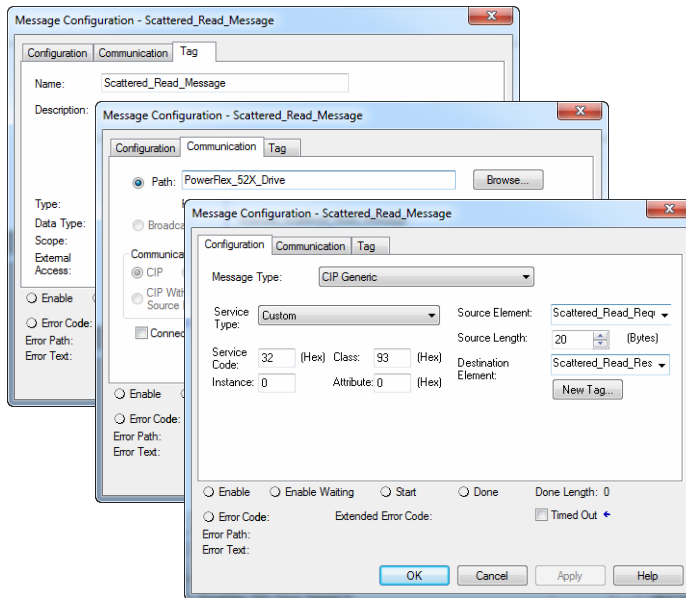 Message Configuration - Scattered_Read_Message
Configuration Communication Tag
Name: Scattered_Read_Message
Description:
Type:
Data Type:
Scope:
External
Access:
Enable
Error Code:
Error Path:
Error Text:
Message Configuration - Scattered_Read_Message
Configuration Communication Tag
Path: PowerFlex_52X_Drive Browse...
Broadca
Communica
CIP
CIP With
Source
Connec
Enable
Error Code:
Error Path:
Error Text:
Message Configuration - Scattered_Read_Message
Configuration Communication Tag
Message Type: CIP Generic
Service Type: Custom
Service Code: 32 (Hex) Class: 93 (Hex)
Instance: 0 Attribute: 0 (Hex)
Source Element: Scattered_Read_Req
Source Length: 20 (Bytes)
Destination Element: Scattered_Read_Res
New Tag...
Enable Enable Waiting Start Done Done Length: 0
Error Code: Extended Error Code: Timed Out
Error Path:
Error Text:
OK Cancel Apply Help